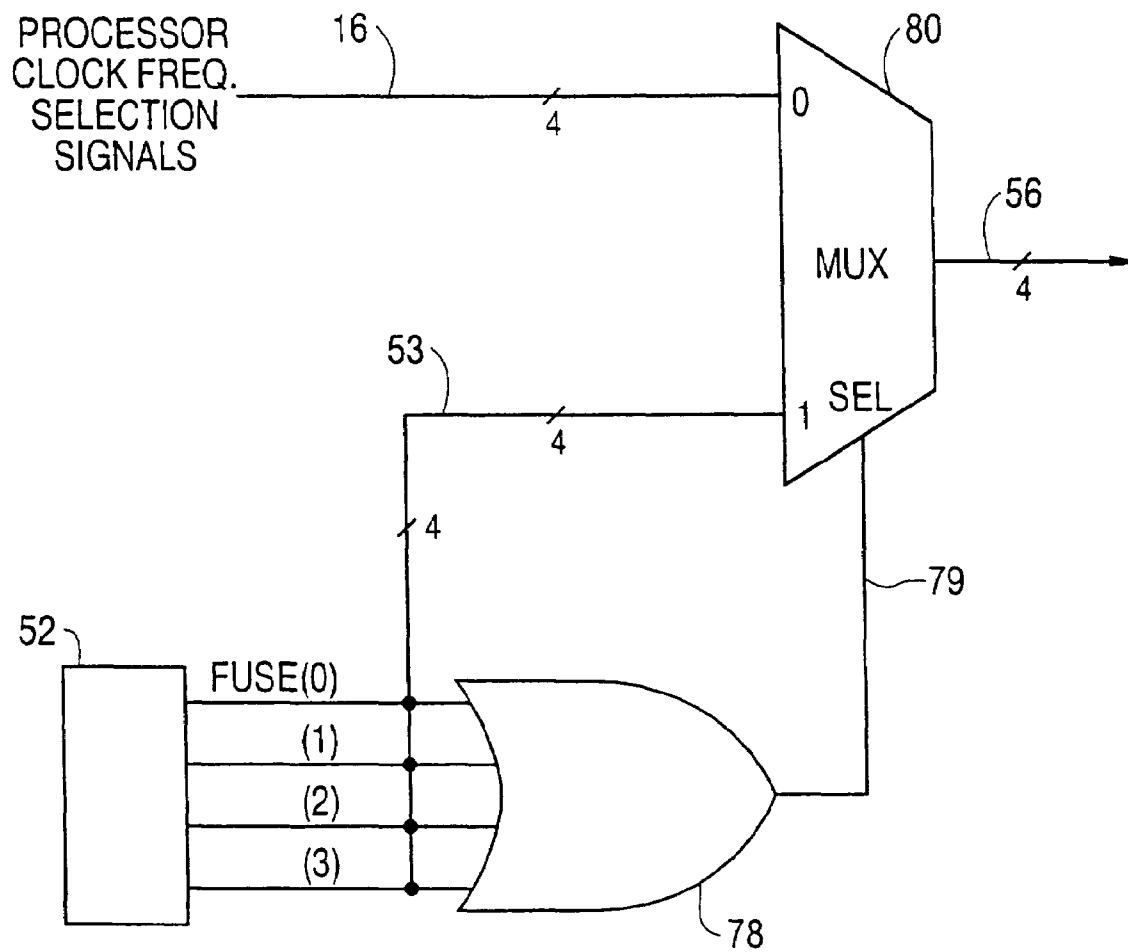 PROCESSOR
CLOCK FREQ.
SELECTION
SIGNALS
16
4
80
0
MUX
56
4
53
4
1 SEL
4
79
52
FUSE(0)
(1)
(2)
(3)
78